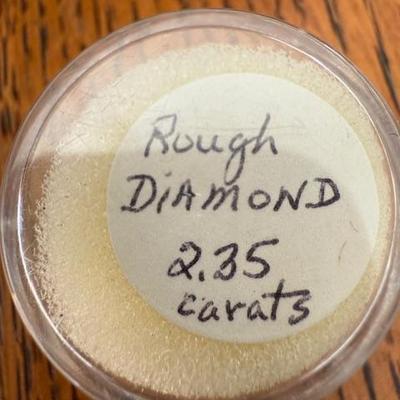 Rough
DIAMOND
2.35
carats